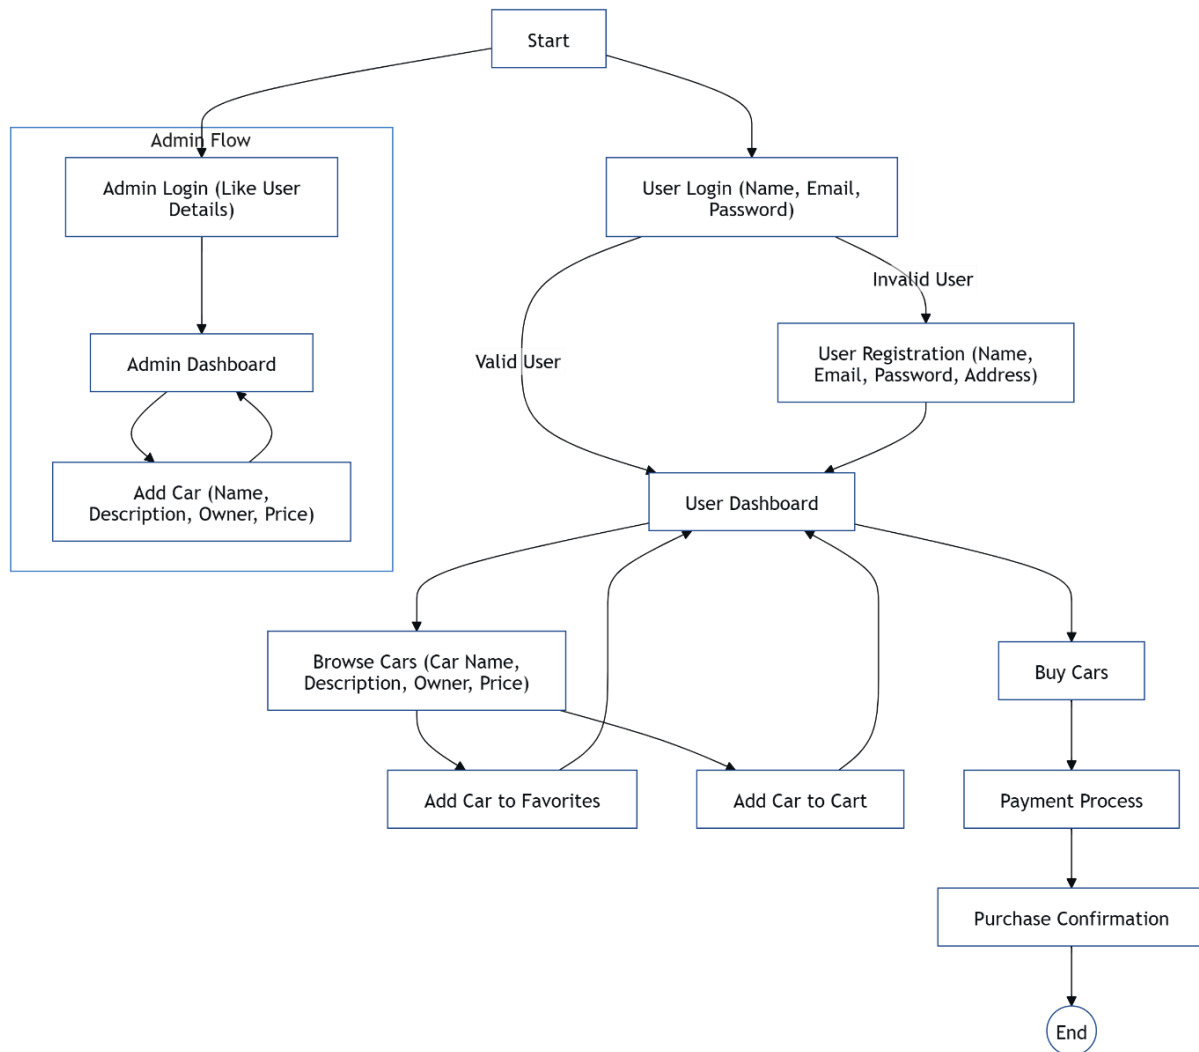 Start
Admin Flow
Admin Login (Like User
Details)
User Login (Name, Email,
Password)
Invalid User
Valid User
Admin Dashboard
User Registration (Name,
Email, Password, Address)
Add Car (Name,
Description, Owner, Price)
User Dashboard
Browse Cars (Car Name,
Description, Owner, Price)
Buy Cars
Add Car to Favorites
Add Car to Cart
Payment Process
Purchase Confirmation
End